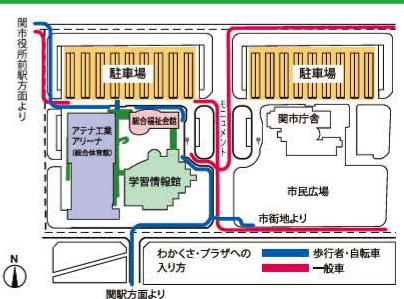 関市役所前駅方面より
駐車場
駐車場
モニュメント
総合福祉会館
関市庁舎
アテナ工業
アリーナ
(総合体育館)
学習情報館
市民広場
市街地より
わかくさ・プラザへの
入り方
歩行者・自転車
一般車
N
関駅方面より